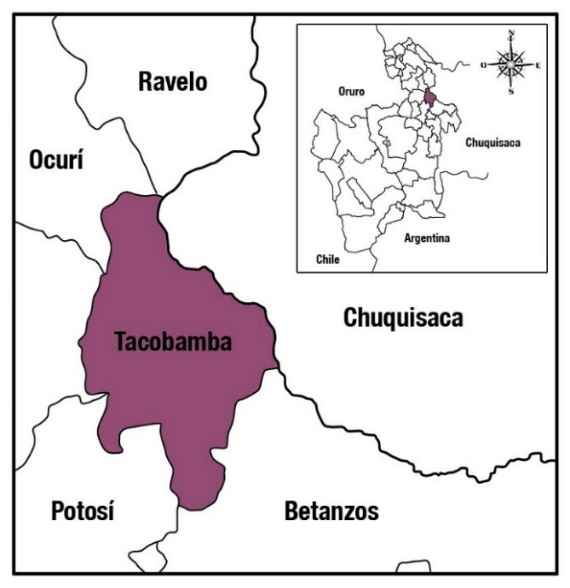 Ravelo
Ocurí
Tacobamba
Chuquisaca
Potosí
Betanzos
Oruro
Chuquisaca
Argentina
Chile
N
O
E
S